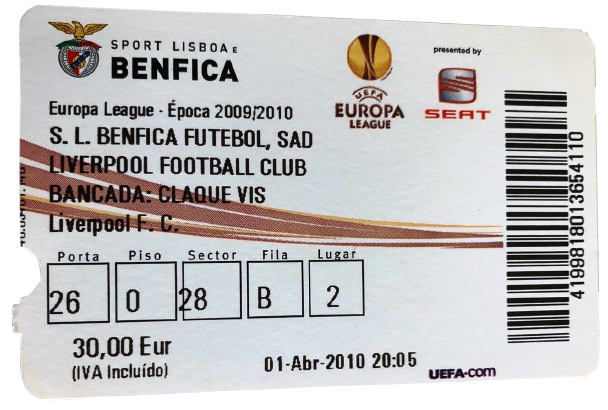 SPORT LISBOA E
BENFICA
presented by
SEAT
UEFA
EUROPA
LEAGUE
Europa League - Época 2009/2010
S. L. BENFICA FUTEBOL, SAD
LIVERPOOL FOOTBALL CLUB
BANCADA: CLAQUE VIS
Liverpool F. C.
Porta Piso Sector Fila Lugar
26 0 28 B 2
30,00 Eur
(IVA Incluído)
01-Abr-2010 20:05
UEFA.com
4199818013654110